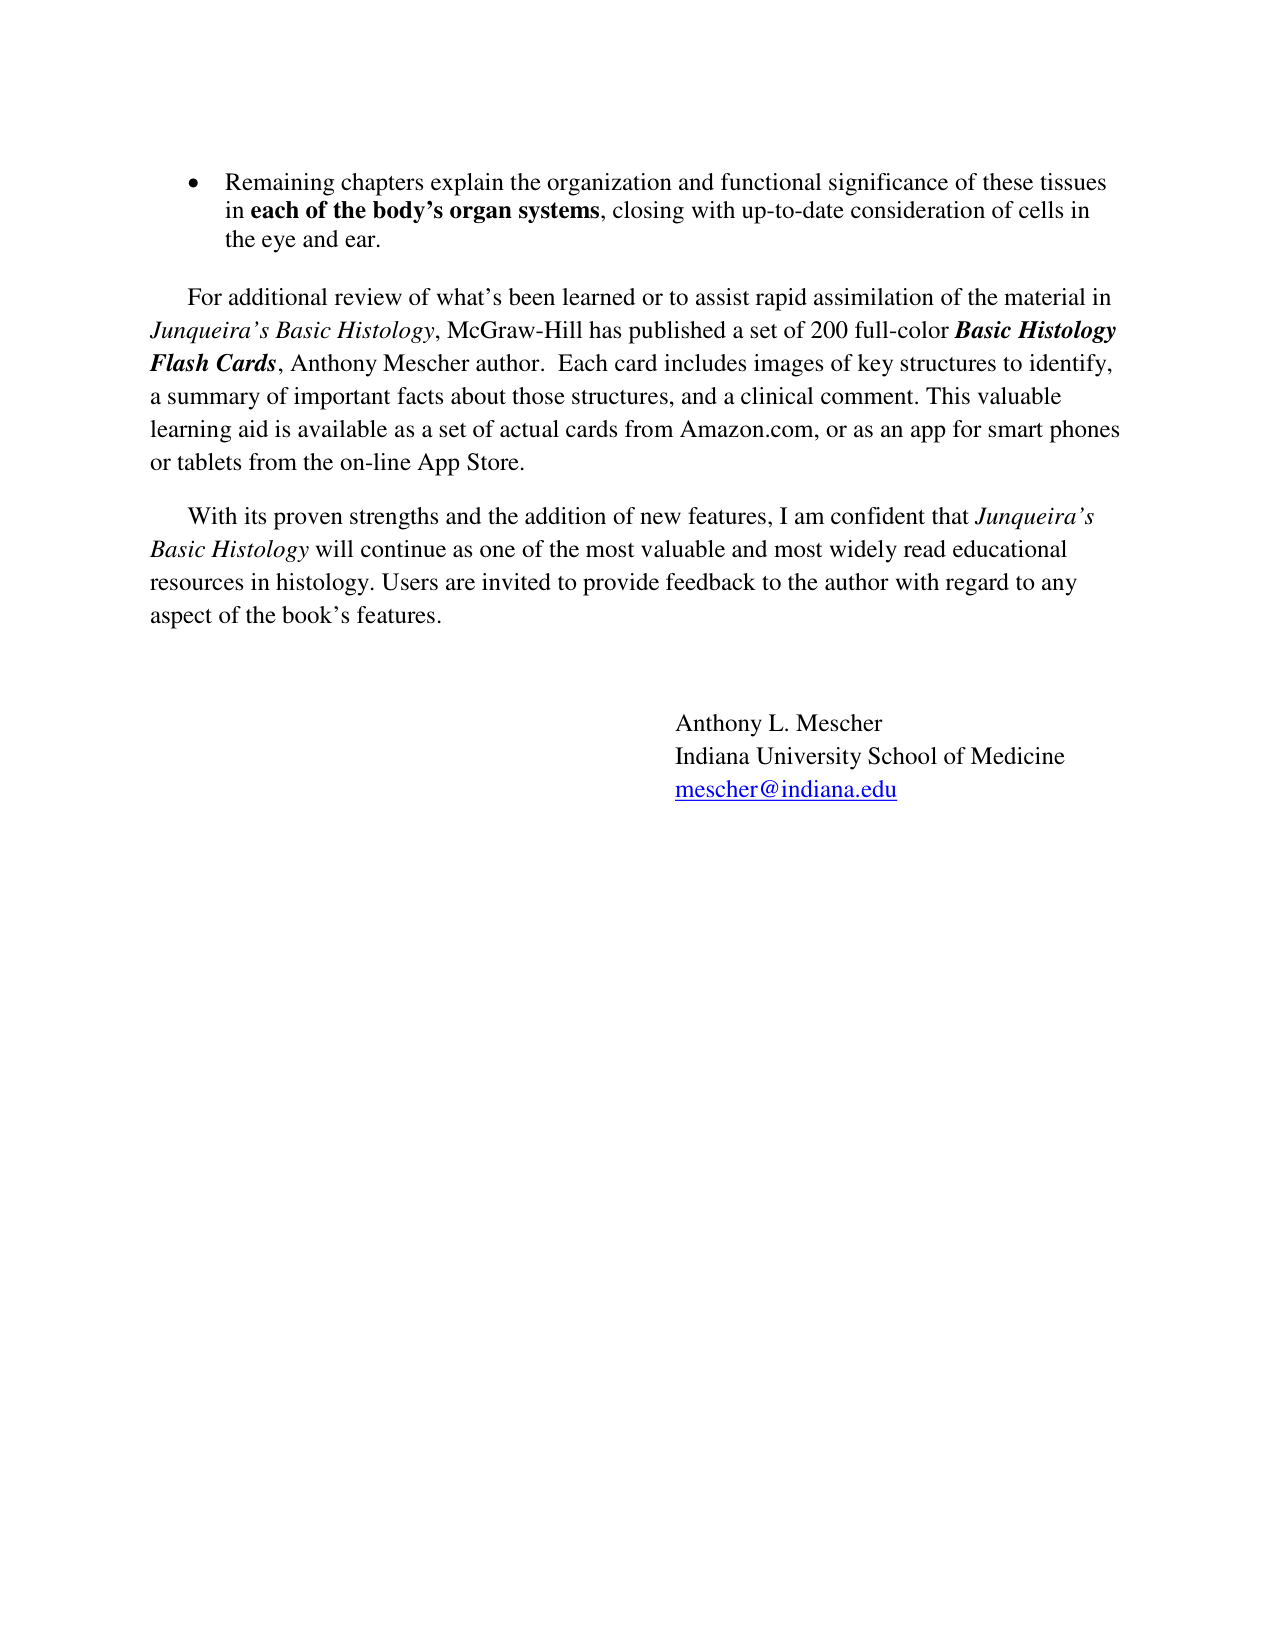 • Remaining chapters explain the organization and functional significance of these tissues
in each of the body’s organ systems, closing with up-to-date consideration of cells in
the eye and ear.
For additional review of what’s been learned or to assist rapid assimilation of the material in
Junqueira’s Basic Histology, McGraw-Hill has published a set of 200 full-color Basic Histology
Flash Cards, Anthony Mescher author.  Each card includes images of key structures to identify,
a summary of important facts about those structures, and a clinical comment. This valuable
learning aid is available as a set of actual cards from Amazon.com, or as an app for smart phones
or tablets from the on-line App Store.
With its proven strengths and the addition of new features, I am confident that Junqueira’s
Basic Histology will continue as one of the most valuable and most widely read educational
resources in histology. Users are invited to provide feedback to the author with regard to any
aspect of the book’s features.
Anthony L. Mescher
Indiana University School of Medicine
mescher@indiana.edu